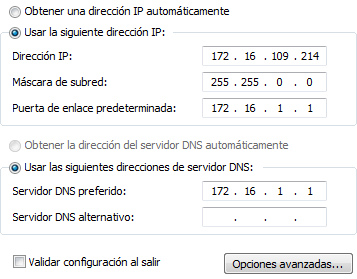 Obtener una dirección IP automáticamente
Usar la siguiente dirección IP:
Dirección IP: 172 . 16 . 109 . 214
Máscara de subred: 255 . 255 . 0 . 0
Puerta de enlace predeterminada: 172 . 16 . 1 . 1
Obtener la dirección del servidor DNS automáticamente
Usar las siguientes direcciones de servidor DNS:
Servidor DNS preferido: 172 . 16 . 1 . 1
Servidor DNS alternativo: . . .
Validar configuración al salir Opciones avanzadas...